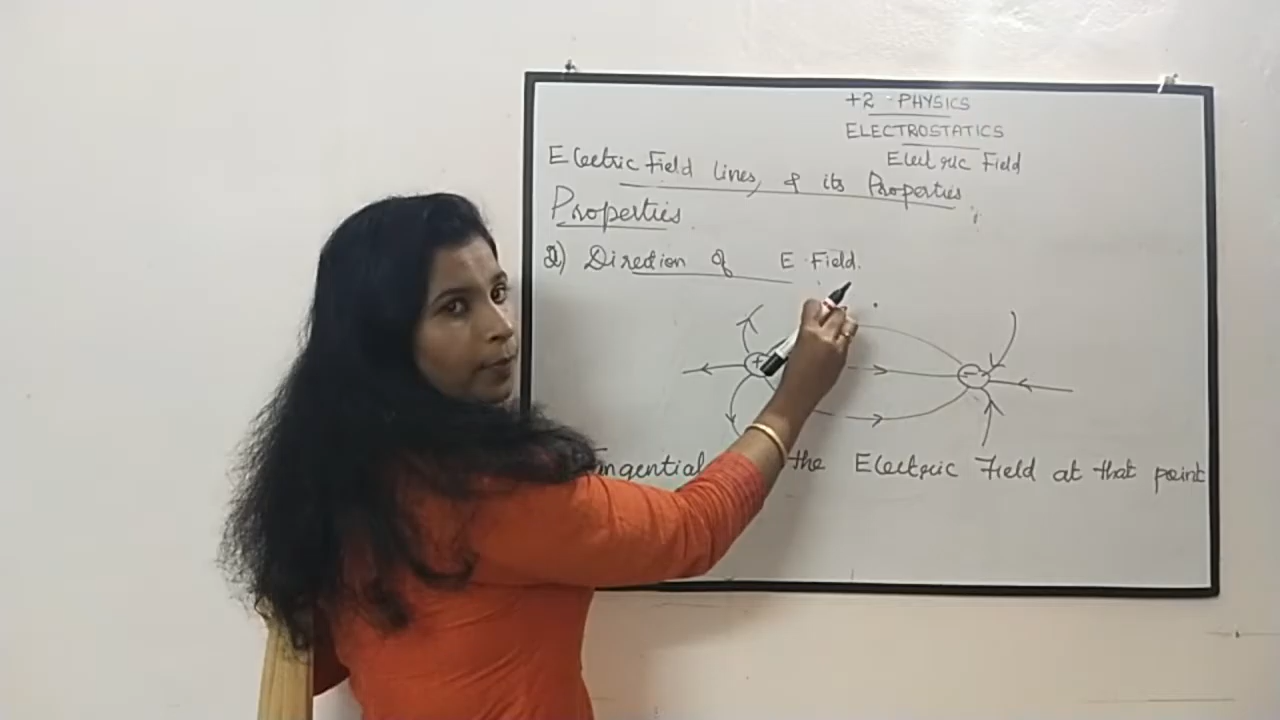 +2 PHYSICS
ELECTROSTATICS
Electric Field
Electric Field Lines, & its Properties,
Properties
2) Direction of E Field.
+ -
the Electric Field at that point